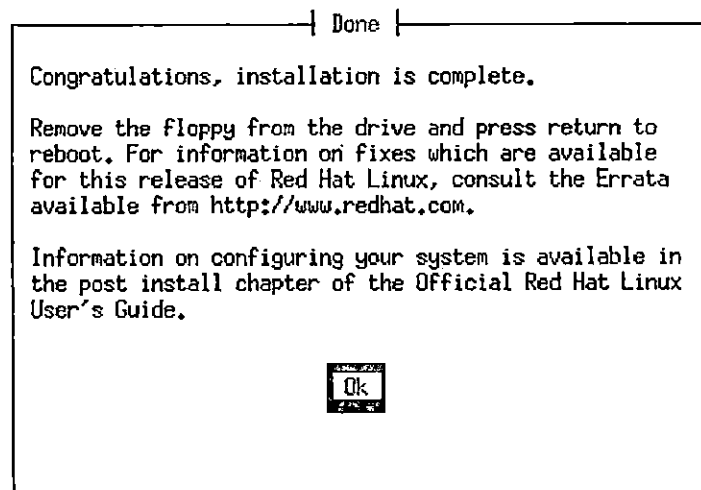 Done
Congratulations, installation is complete.
Remove the floppy from the drive and press return to
reboot. For information on fixes which are available
for this release of Red Hat Linux, consult the Errata
available from http://www.redhat.com.
Information on configuring your system is available in
the post install chapter of the Official Red Hat Linux
User's Guide.
Ok